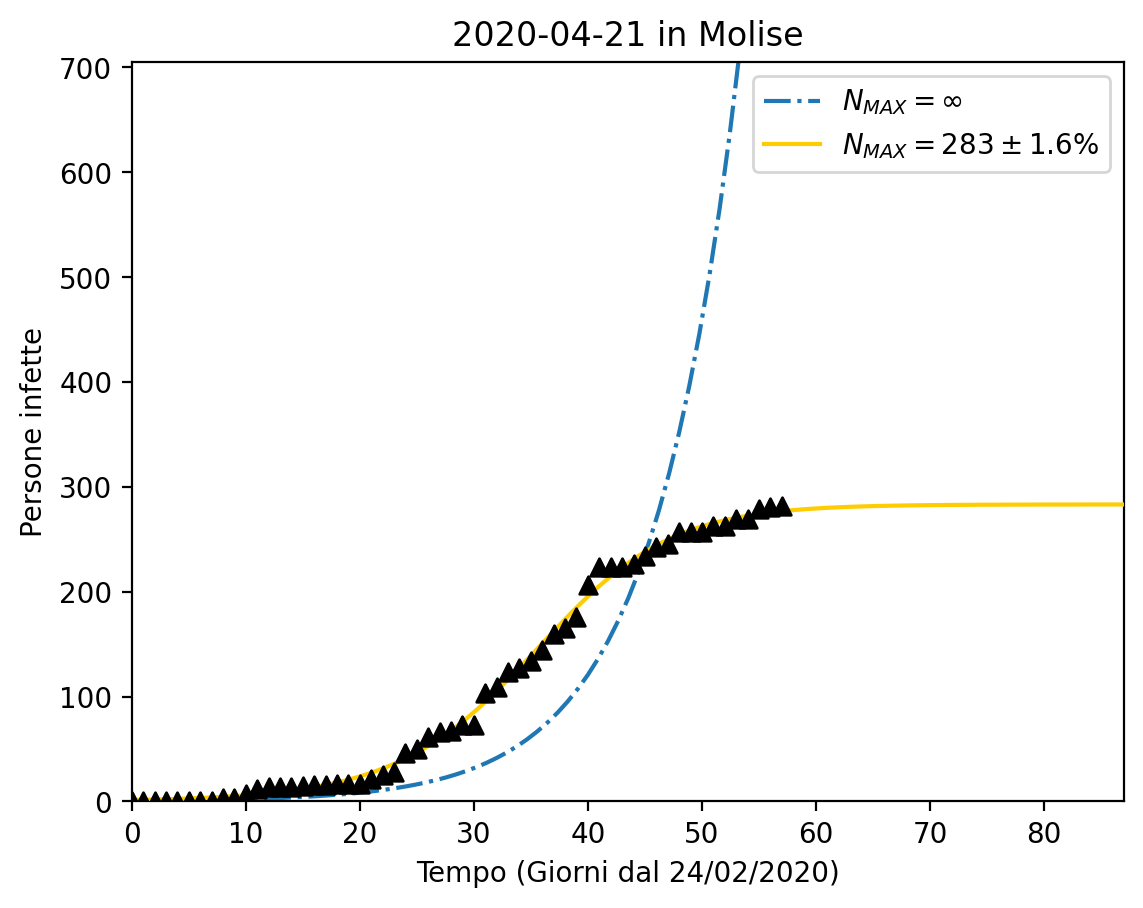 2020-04-21 in Molise
N_MAX = ∞
N_MAX = 283 ± 1.6%
Persone infette
700
600
500
400
300
200
100
0
0 10 20 30 40 50 60 70 80
Tempo (Giorni dal 24/02/2020)